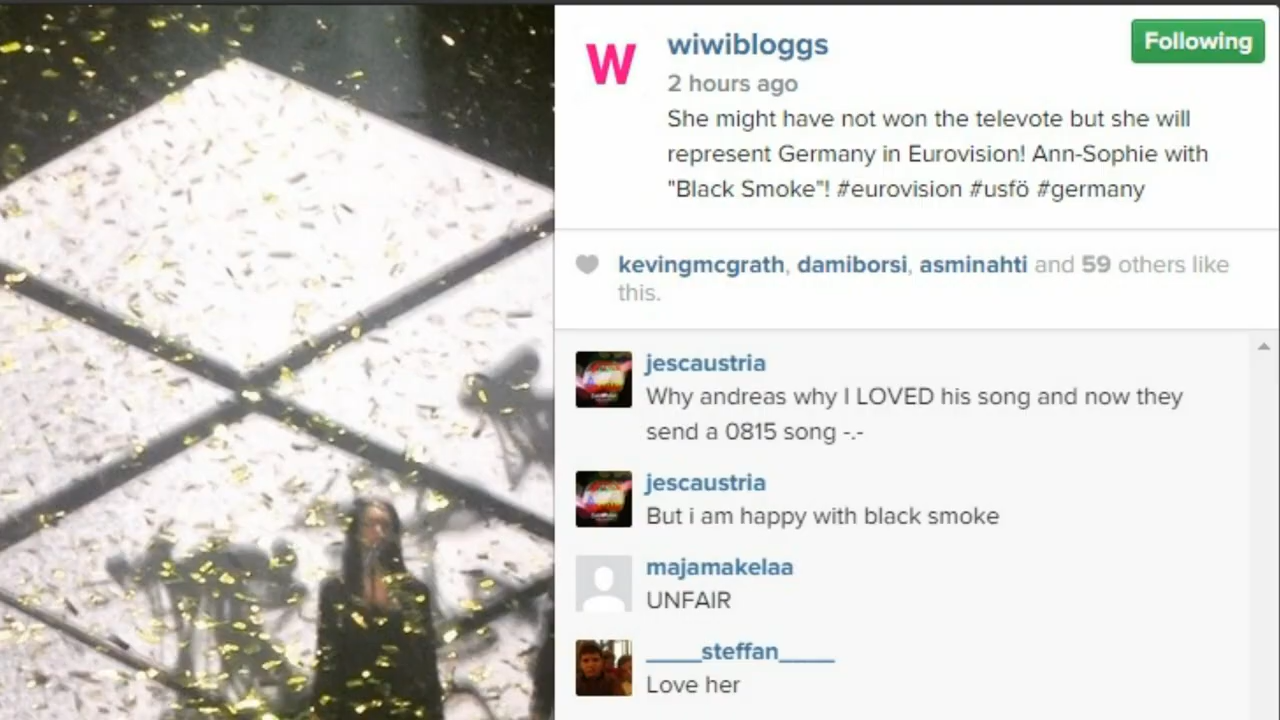 W
wiwibloggs
Following
2 hours ago
She might have not won the televote but she will
represent Germany in Eurovision! Ann-Sophie with
"Black Smoke"! #eurovision #usfö #germany
kevingmcgrath, damiborsi, asminahti and 59 others like
this.
jescaustria
Why andreas why I LOVED his song and now they
send a 0815 song -.-
jescaustria
But i am happy with black smoke
majamakelaa
UNFAIR
____steffan____
Love her